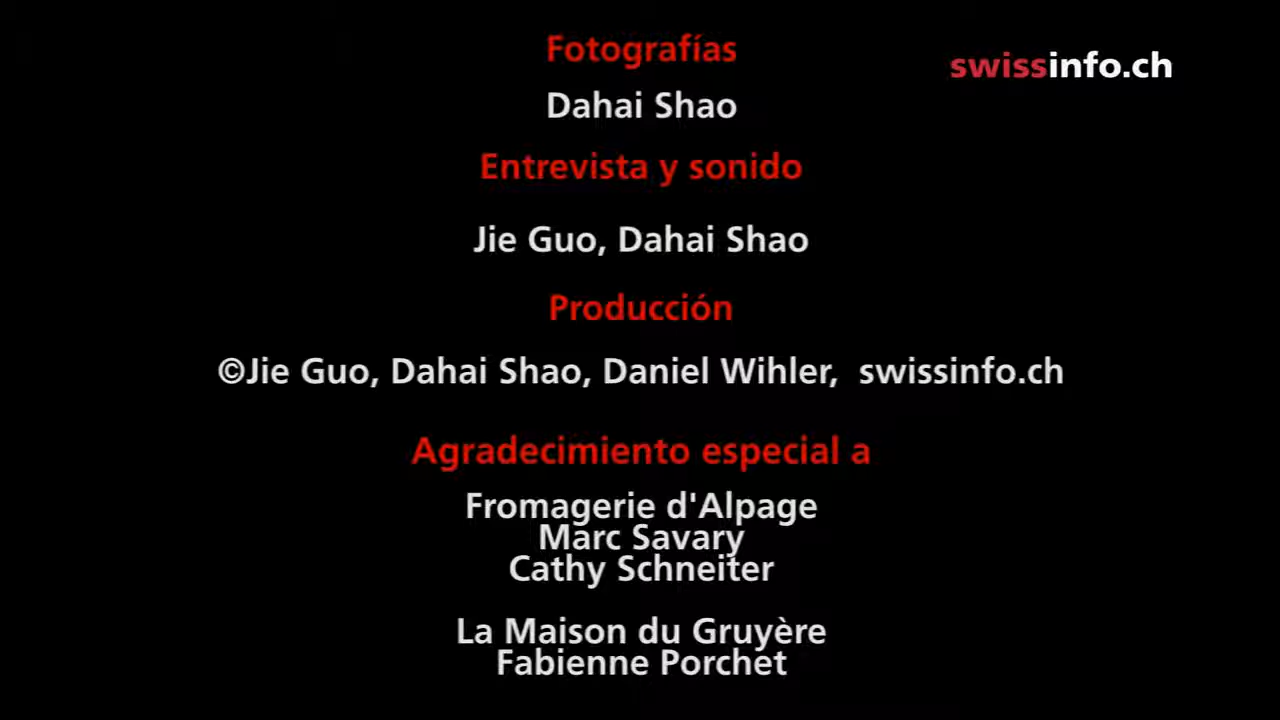 Fotografías
swissinfo.ch
Dahai Shao
Entrevista y sonido
Jie Guo, Dahai Shao
Producción
©Jie Guo, Dahai Shao, Daniel Wihler, swissinfo.ch
Agradecimiento especial a
Fromagerie d'Alpage
Marc Savary
Cathy Schneiter
La Maison du Gruyère
Fabienne Porchet